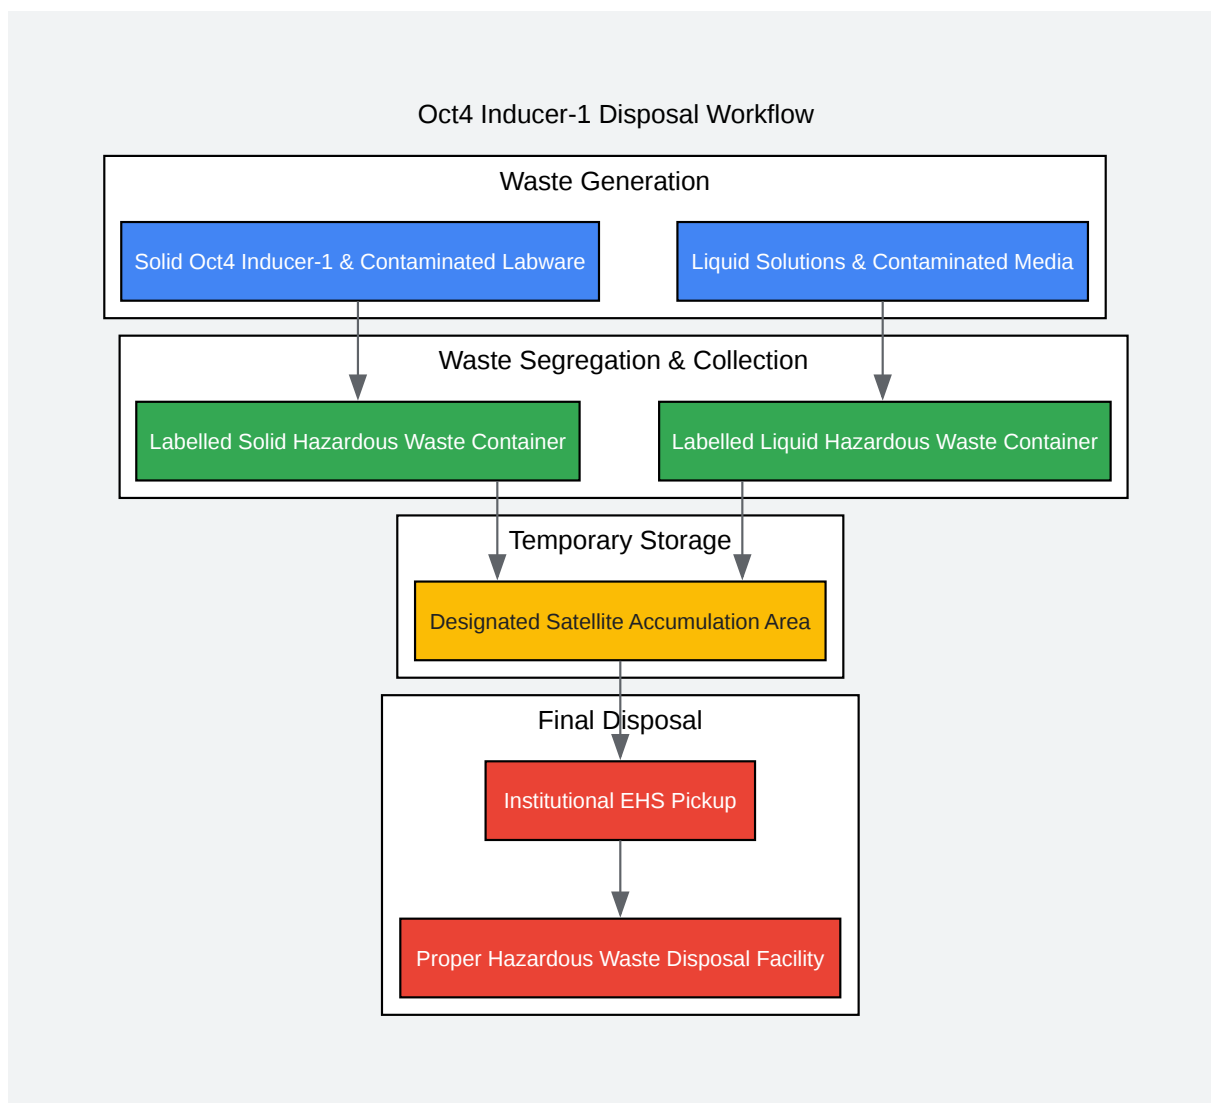 Oct4 Inducer-1 Disposal Workflow
Waste Generation
Solid Oct4 Inducer-1 & Contaminated Labware
Liquid Solutions & Contaminated Media
Waste Segregation & Collection
Labelled Solid Hazardous Waste Container
Labelled Liquid Hazardous Waste Container
Temporary Storage
Designated Satellite Accumulation Area
Final Disposal
Institutional EHS Pickup
Proper Hazardous Waste Disposal Facility